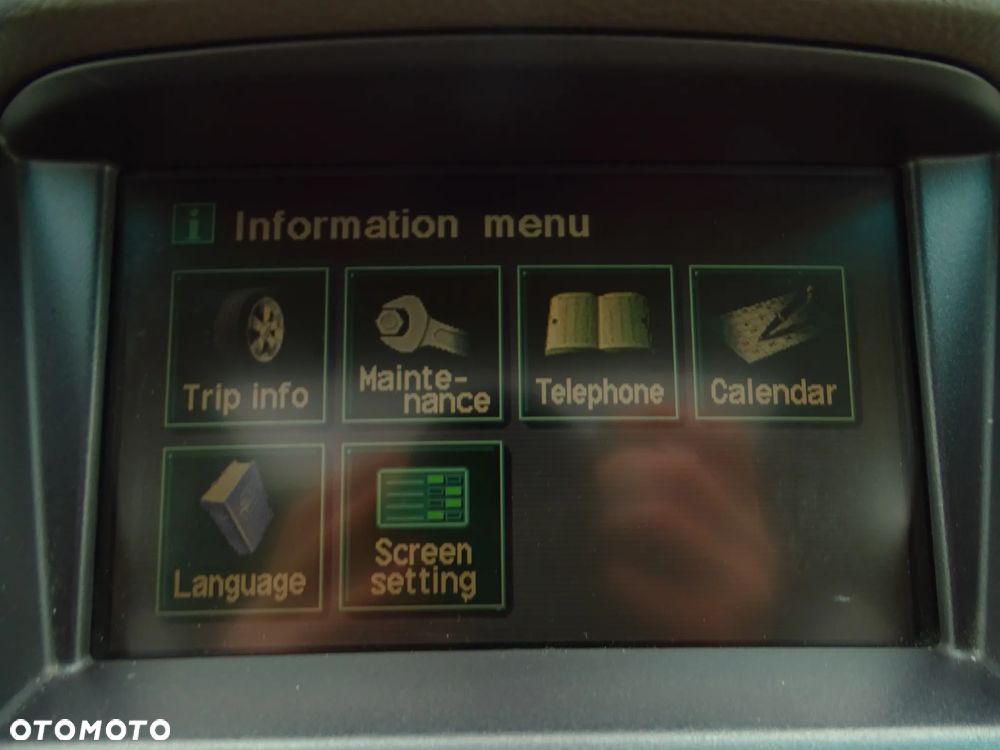 i Information menu
Trip info
Mainte-
nance
Telephone
Calendar
Language
Screen
setting
OTOMOTO